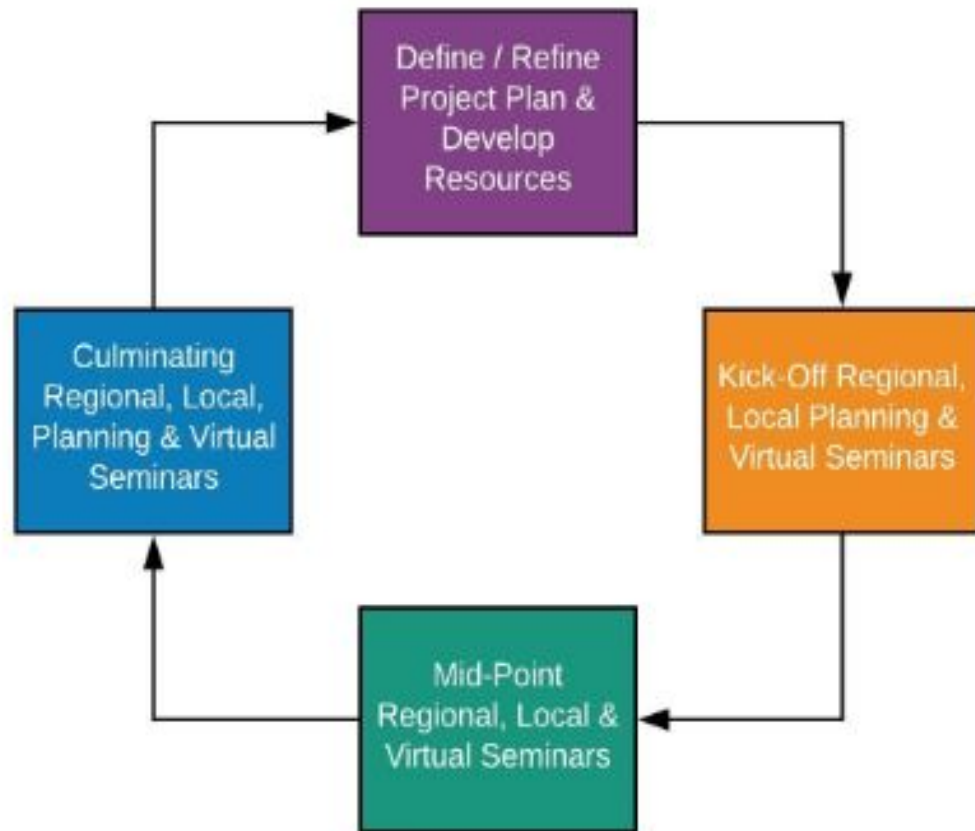 Define / Refine
Project Plan &
Develop
Resources
Kick-Off Regional,
Local Planning &
Virtual Seminars
Mid-Point
Regional, Local &
Virtual Seminars
Culminating
Regional, Local,
Planning & Virtual
Seminars